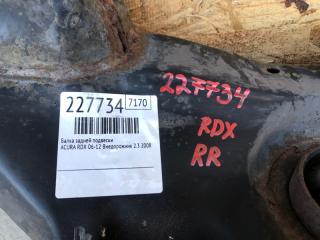 227734 7170
Балка задней подвески
ACURA RDX 06-12 Внедорожник 2.3 2008
227734
RDX
RR